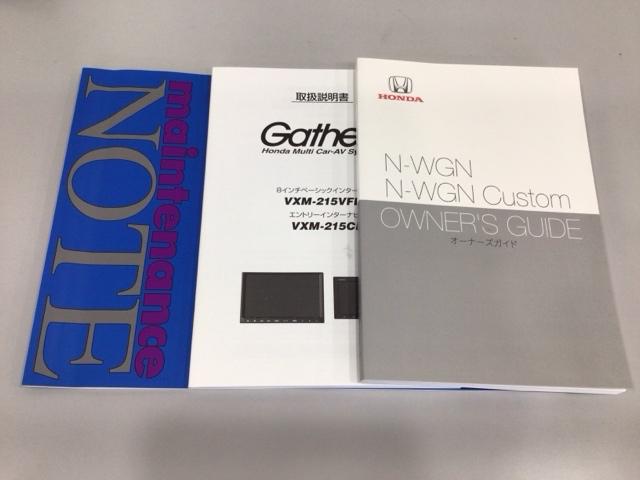 maintenance
NOTE
取扱説明書
Gathe
Honda Multi Car-AV Sy
8インチベーシックインター
VXM-215VF
エントリーインターナビ
VXM-215C
HONDA
N-WGN
N-WGN Custom
OWNER'S GUIDE
オーナーズガイド